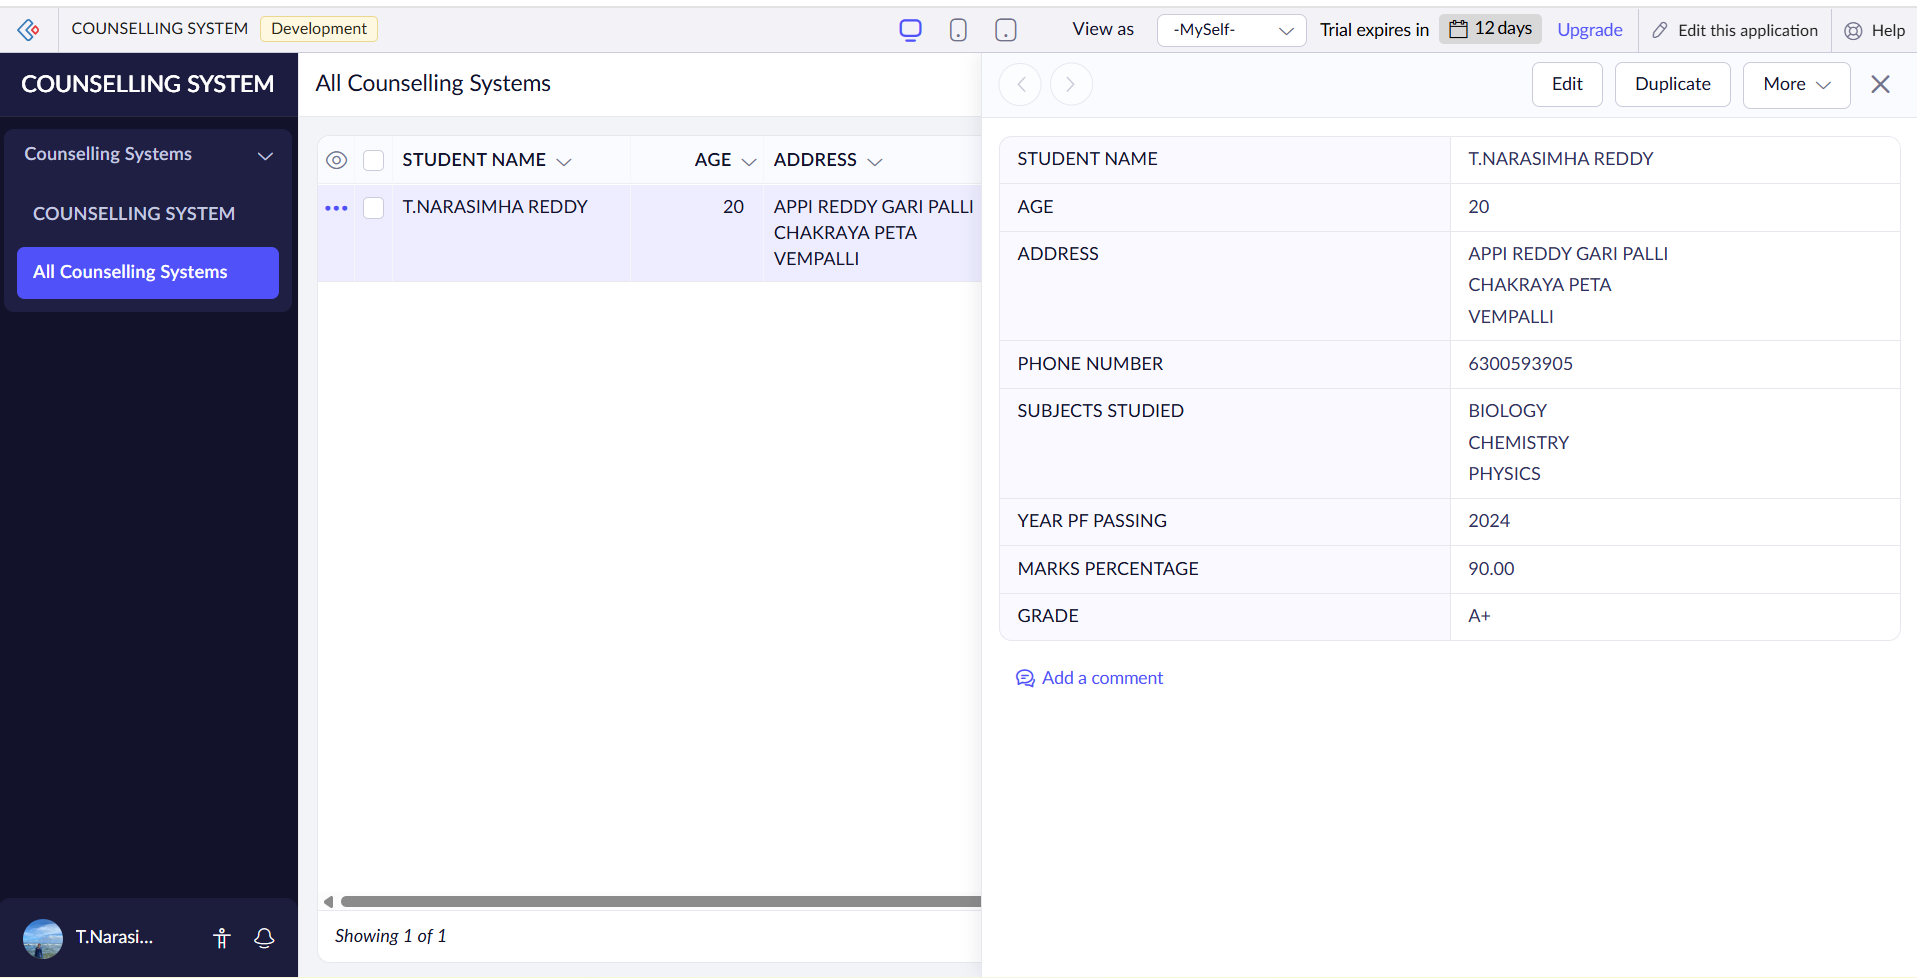 COUNSELLING SYSTEM Development View as -MySelf- Trial expires in 12 days Upgrade Edit this application Help
COUNSELLING SYSTEM
Counselling Systems
COUNSELLING SYSTEM
All Counselling Systems
T.Narasi...
All Counselling Systems
STUDENT NAME AGE ADDRESS
T.NARASIMHA REDDY 20 APPI REDDY GARI PALLI
CHAKRAYA PETA
VEMPALLI
Showing 1 of 1
Edit Duplicate More
STUDENT NAME T.NARASIMHA REDDY
AGE 20
ADDRESS APPI REDDY GARI PALLI
CHAKRAYA PETA
VEMPALLI
PHONE NUMBER 6300593905
SUBJECTS STUDIED BIOLOGY
CHEMISTRY
PHYSICS
YEAR PF PASSING 2024
MARKS PERCENTAGE 90.00
GRADE A+
Add a comment